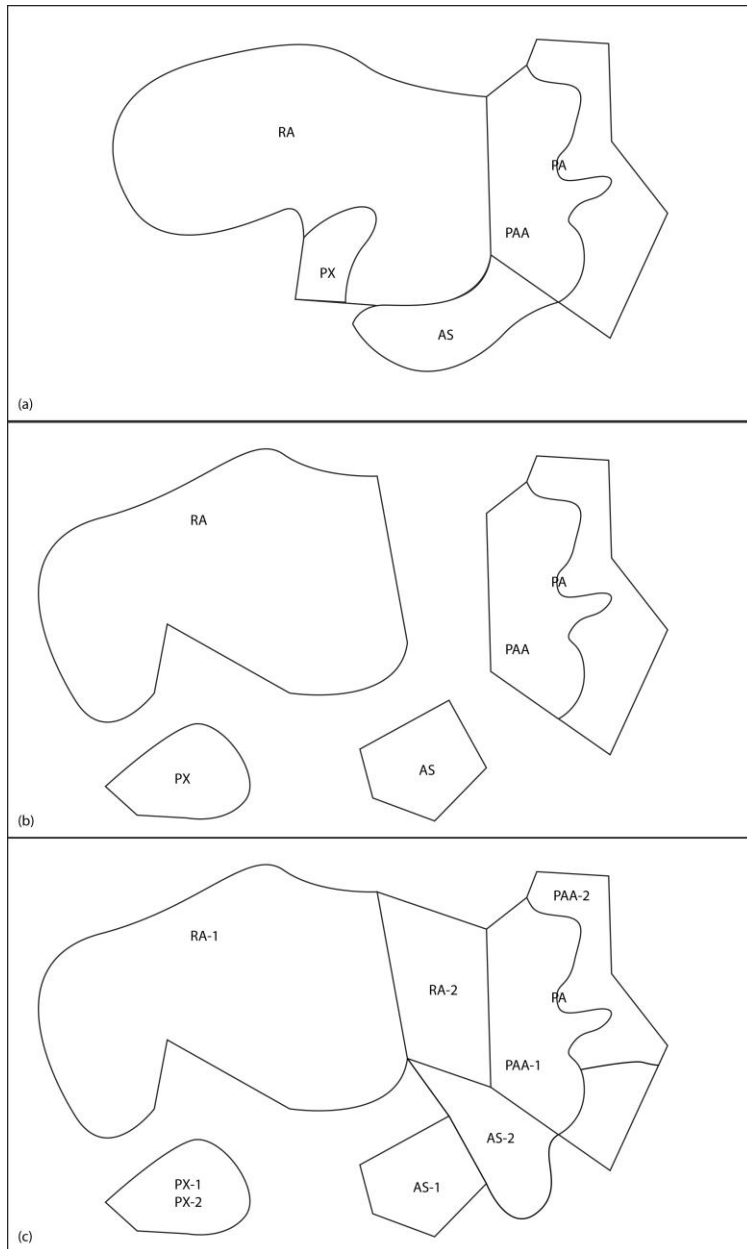 RA
PA
PAA
PX
AS
(a)
RA
PA
PAA
PX
AS
(b)
PAA-2
RA-1
RA-2
PA
PAA-1
AS-2
PX-1
PX-2
AS-1
(c)